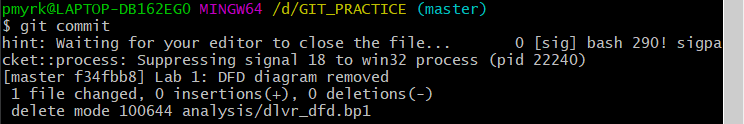 pmyrk@LAPTOP-DB162EG0 MINGW64 /d/GIT_PRACTICE (master)
$ git commit
hint: Waiting for your editor to close the file...      0 [sig] bash 290! sigpa
cket::process: Suppressing signal 18 to win32 process (pid 22240)
[master f34fbb8] Lab 1: DFD diagram removed
 1 file changed, 0 insertions(+), 0 deletions(-)
 delete mode 100644 analysis/dlvr_dfd.bp1